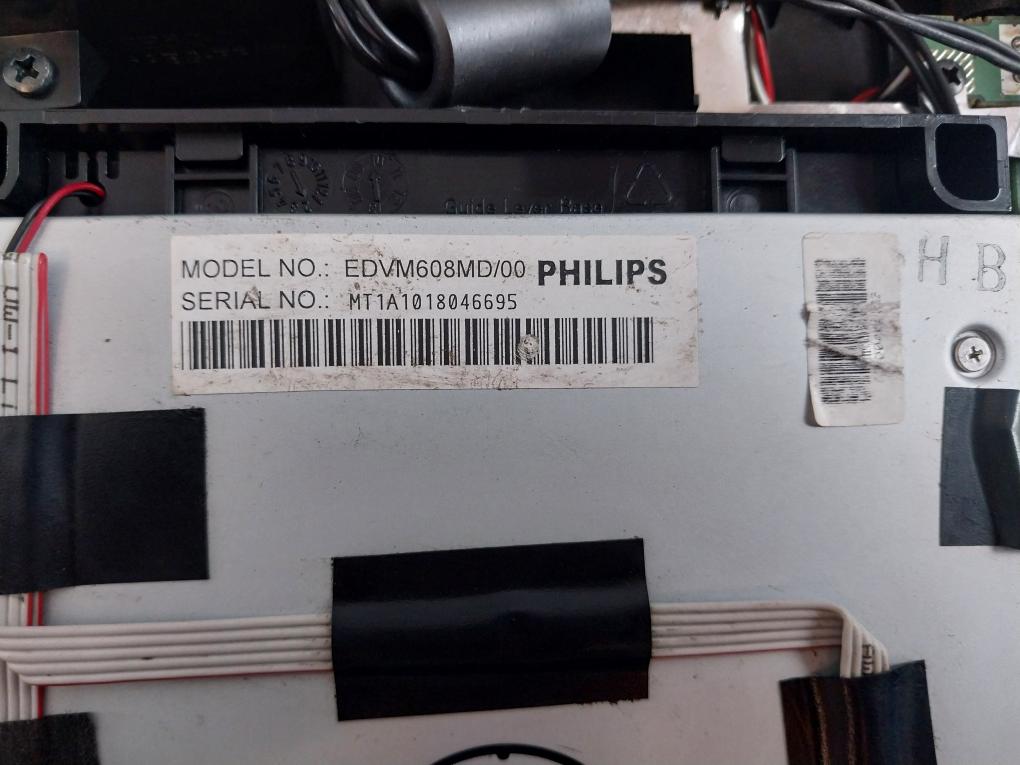 Guide Lever Base
MODEL NO.: EDVM608MD/00 PHILIPS
SERIAL NO.: MT1A1018046695
H B